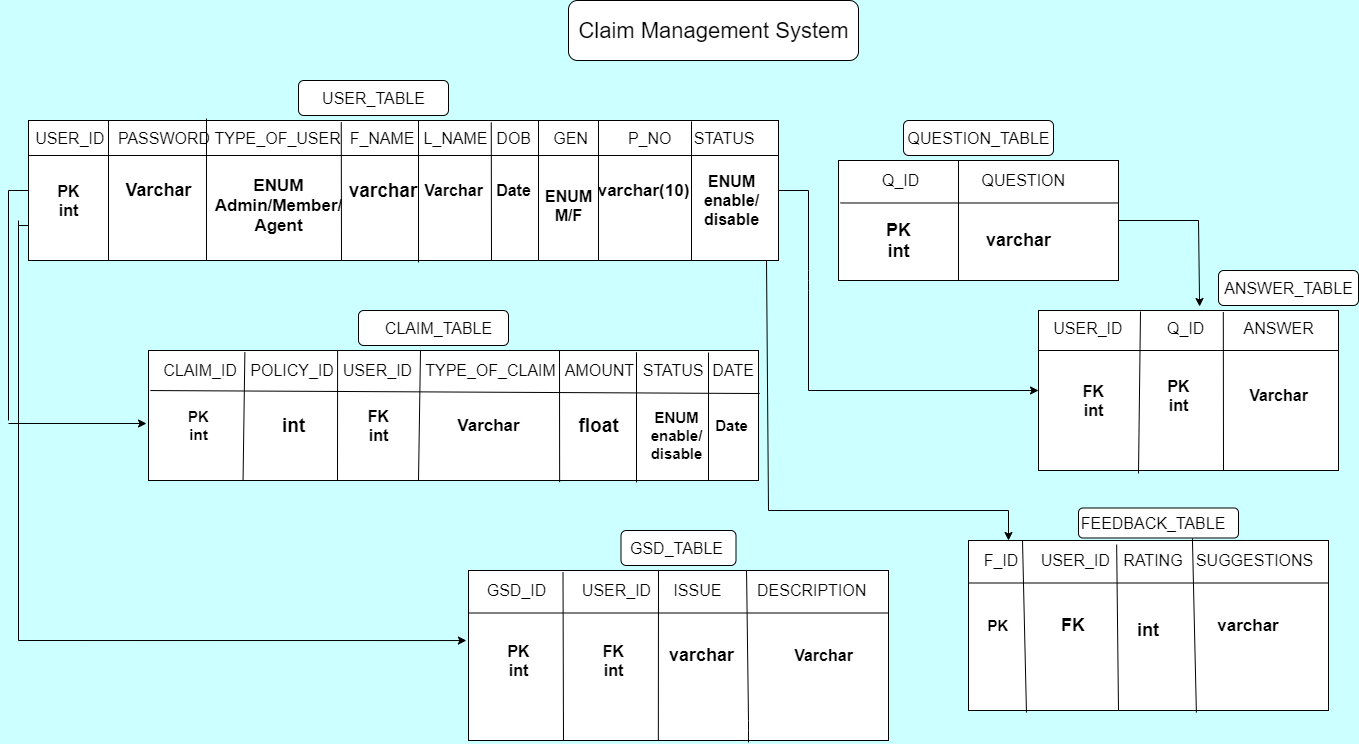 Claim Management System
USER_TABLE
USER_ID PASSWORD TYPE_OF_USER F_NAME L_NAME DOB GEN P_NO STATUS
PK
int
Varchar
ENUM
Admin/Member/
Agent
varchar
Varchar
Date
ENUM
M/F
varchar(10)
ENUM
enable/
disable
QUESTION_TABLE
Q_ID QUESTION
PK
int
varchar
ANSWER_TABLE
USER_ID Q_ID ANSWER
FK
int
PK
int
Varchar
CLAIM_TABLE
CLAIM_ID POLICY_ID USER_ID TYPE_OF_CLAIM AMOUNT STATUS DATE
PK
int
int
FK
int
Varchar
float
ENUM
enable/
disable
Date
GSD_TABLE
GSD_ID USER_ID ISSUE DESCRIPTION
PK
int
FK
int
varchar
Varchar
FEEDBACK_TABLE
F_ID USER_ID RATING SUGGESTIONS
PK
FK
int
varchar